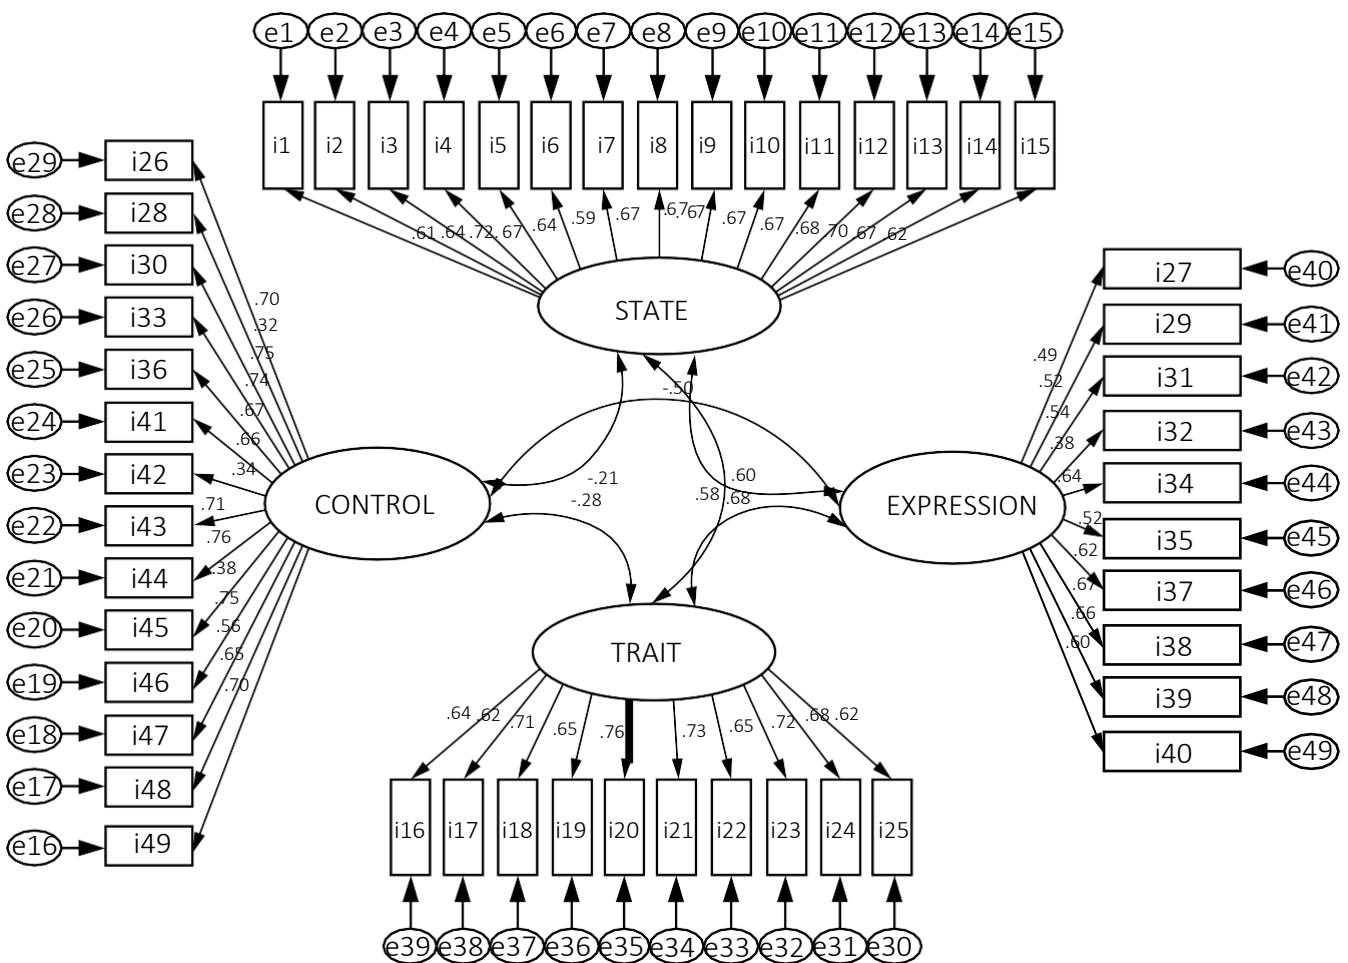 e1 e2 e3 e4 e5 e6 e7 e8 e9 e10 e11 e12 e13 e14 e15
i1 i2 i3 i4 i5 i6 i7 i8 i9 i10 i11 i12 i13 i14 i15
.61 .64 .72 .67 .64 .59 .67 .67 .67 .67 .67 .68 .70 .67 .62
STATE
e29 i26
e28 i28
e27 i30
e26 i33
e25 i36
e24 i41
e23 i42
e22 i43
e21 i44
e20 i45
e19 i46
e18 i47
e17 i48
e16 i49
.70
.32
.75
.74
.67
.66
.34
.71
.76
.38
.75
.56
.65
.70
CONTROL
-.50
-.21
-.28
.60
.58
.68
EXPRESSION
.49
.52
.54
.38
.64
.52
.62
.67
.66
.60
i27 e40
i29 e41
i31 e42
i32 e43
i34 e44
i35 e45
i37 e46
i38 e47
i39 e48
i40 e49
TRAIT
.64 .62 .71 .65 .76 .73 .65 .72 .68 .62
i16 i17 i18 i19 i20 i21 i22 i23 i24 i25
e39 e38 e37 e36 e35 e34 e33 e32 e31 e30